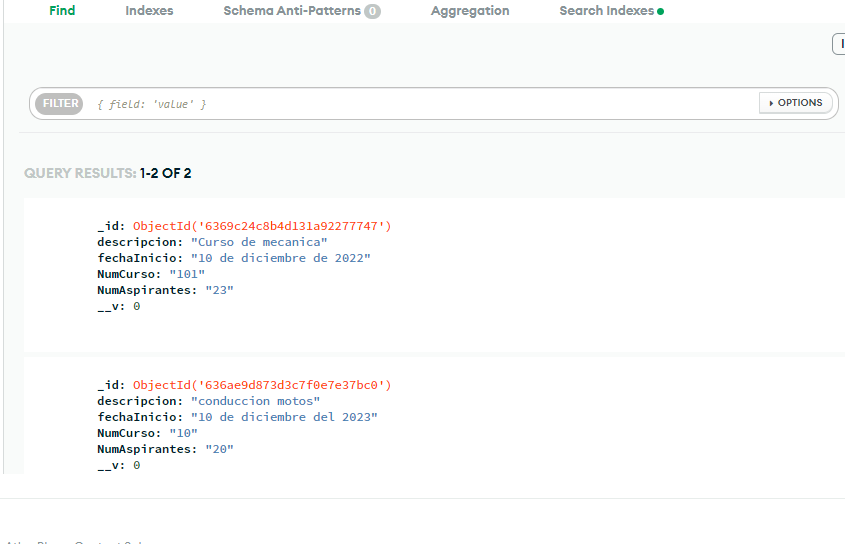 Find Indexes Schema Anti-Patterns 0 Aggregation Search Indexes
FILTER { field: 'value' } OPTIONS
QUERY RESULTS: 1-2 OF 2
_id: ObjectId('6369c24c8b4d131a92277747')
descripcion: "Curso de mecanica"
fechaInicio: "10 de diciembre de 2022"
NumCurso: "101"
NumAspirantes: "23"
__v: 0
_id: ObjectId('636ae9d873d3c7f0e7e37bc0')
descripcion: "conduccion motos"
fechaInicio: "10 de diciembre del 2023"
NumCurso: "10"
NumAspirantes: "20"
__v: 0